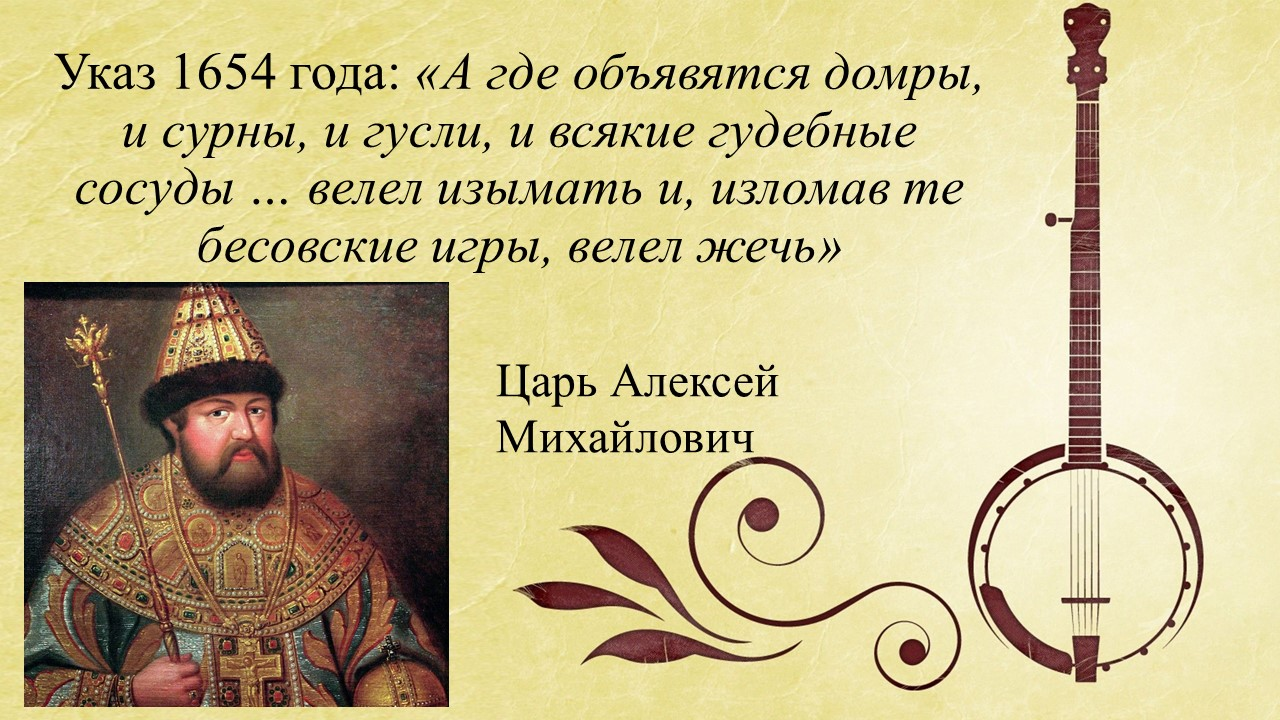 Указ 1654 года: «А где объявятся домры,
и сурны, и гусли, и всякие гудебные
сосуды … велел изымать и, изломав те
бесовские игры, велел жечь»
Царь Алексей
Михайлович